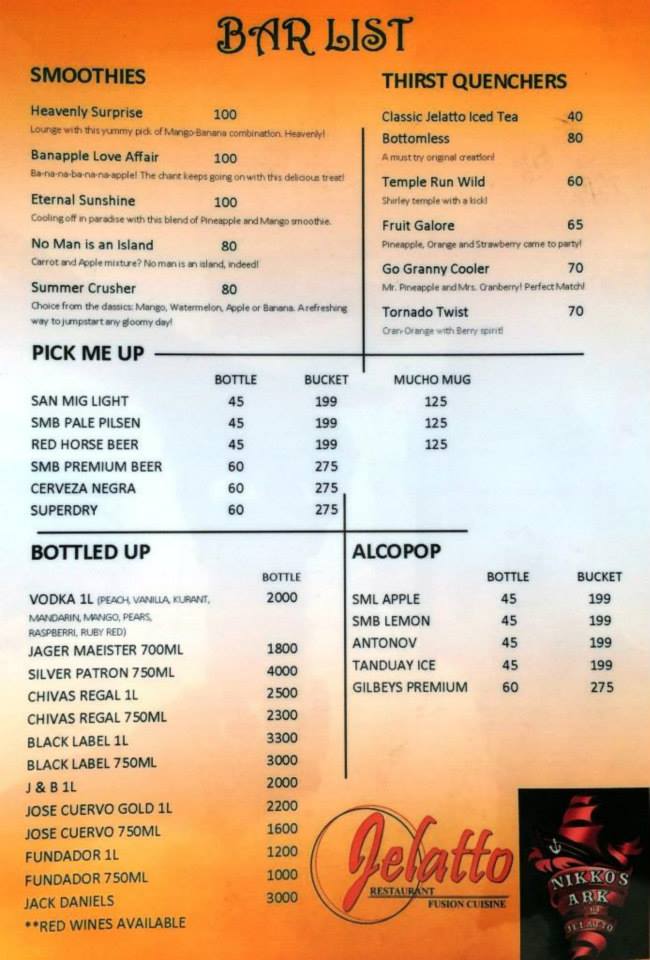 BAR LIST
SMOOTHIES
Heavenly Surprise 100
Lounge with this yummy pick of Mango-Banana combination. Heavenly!
Banapple Love Affair 100
Ba-na-na-ba-na-na-apple! The chant keeps going on with this delicious treat!
Eternal Sunshine 100
Cooling off in paradise with this blend of Pineapple and Mango smoothie.
No Man is an Island 80
Carrot and Apple mixture? No man is an island, indeed!
Summer Crusher 80
Choice from the classics: Mango, Watermelon, Apple or Banana. A refreshing
way to jumpstart any gloomy day!
THIRST QUENCHERS
Classic Jelatto Iced Tea 40
Bottomless 80
A must try original creation!
Temple Run Wild 60
Shirley temple with a kick!
Fruit Galore 65
Pineapple, Orange and Strawberry came to party!
Go Granny Cooler 70
Mr. Pineapple and Mrs. Cranberry! Perfect Match!
Tornado Twist 70
Cran-Orange with Berry spirit!
PICK ME UP
BOTTLE BUCKET MUCHO MUG
SAN MIG LIGHT 45 199 125
SMB PALE PILSEN 45 199 125
RED HORSE BEER 45 199 125
SMB PREMIUM BEER 60 275
CERVEZA NEGRA 60 275
SUPERDRY 60 275
BOTTLED UP
BOTTLE
VODKA 1L (PEACH, VANILLA, KURANT, 2000
MANDARIN, MANGO, PEARS,
RASPBERRI, RUBY RED)
JAGER MAEISTER 700ML 1800
SILVER PATRON 750ML 4000
CHIVAS REGAL 1L 2500
CHIVAS REGAL 750ML 2300
BLACK LABEL 1L 3300
BLACK LABEL 750ML 3000
J & B 1L 2000
JOSE CUERVO GOLD 1L 2200
JOSE CUERVO 750ML 1600
FUNDADOR 1L 1200
FUNDADOR 750ML 1000
JACK DANIELS 3000
**RED WINES AVAILABLE
ALCOPOP
BOTTLE BUCKET
SML APPLE 45 199
SMB LEMON 45 199
ANTONOV 45 199
TANDUAY ICE 45 199
GILBEYS PREMIUM 60 275
Jelatto
RESTAURANT
FUSION CUISINE
NIKKOS
ARK
JELATTO